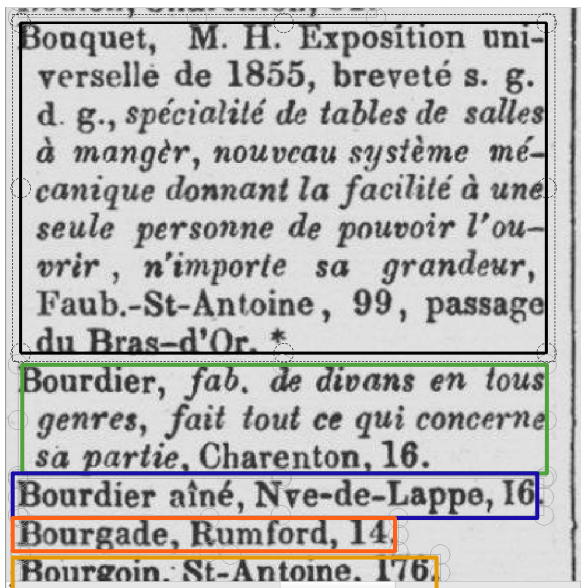 Bouquet, M. H. Exposition uni-
verselle de 1855, breveté s. g.
d. g., spécialité de tables de salles
à mangèr, nouveau système mé-
canique donnant la facilité à une
seule personne de pouvoir l'ou-
vrir, n'importe sa grandeur,
Faub.-St-Antoine, 99, passage
du Bras-d'Or. *
Bourdier, fab. de divans en tous
genres, fait tout ce qui concerne
sa partie, Charenton, 16.
Bourdier aîné, Nve-de-Lappe, 16.
Bourgade, Rumford, 14.
Bourgoin, St-Antoine, 176.